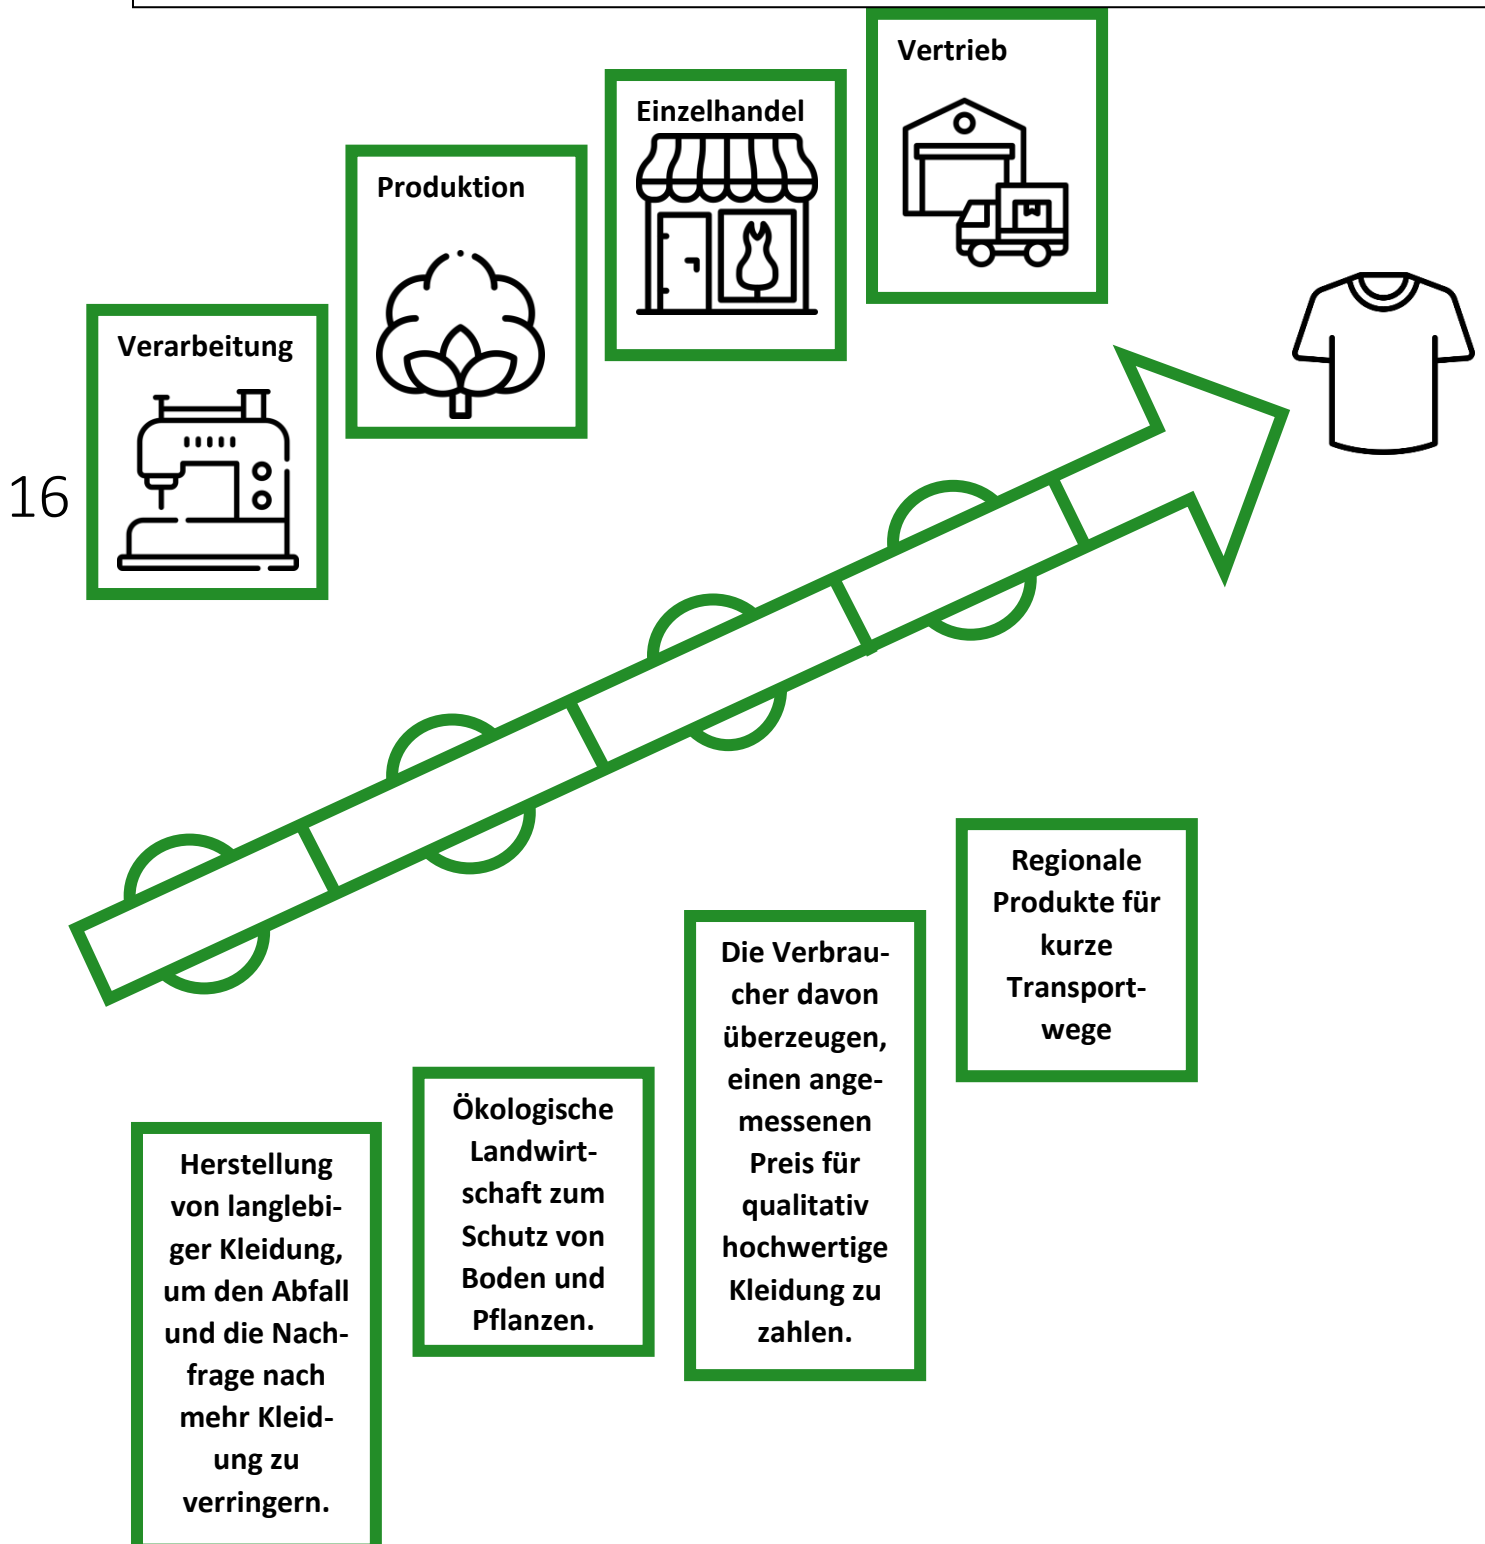 Vertrieb
Einzelhandel
Produktion
Verarbeitung
16
Regionale
Produkte für
kurze
Transport-
wege
Die Verbrau-
cher davon
überzeugen,
einen ange-
messenen
Preis für
qualitativ
hochwertige
Kleidung zu
zahlen.
Ökologische
Landwirt-
schaft zum
Schutz von
Boden und
Pflanzen.
Herstellung
von langlebi-
ger Kleidung,
um den Abfall
und die Nach-
frage nach
mehr Kleid-
ung zu
verringern.